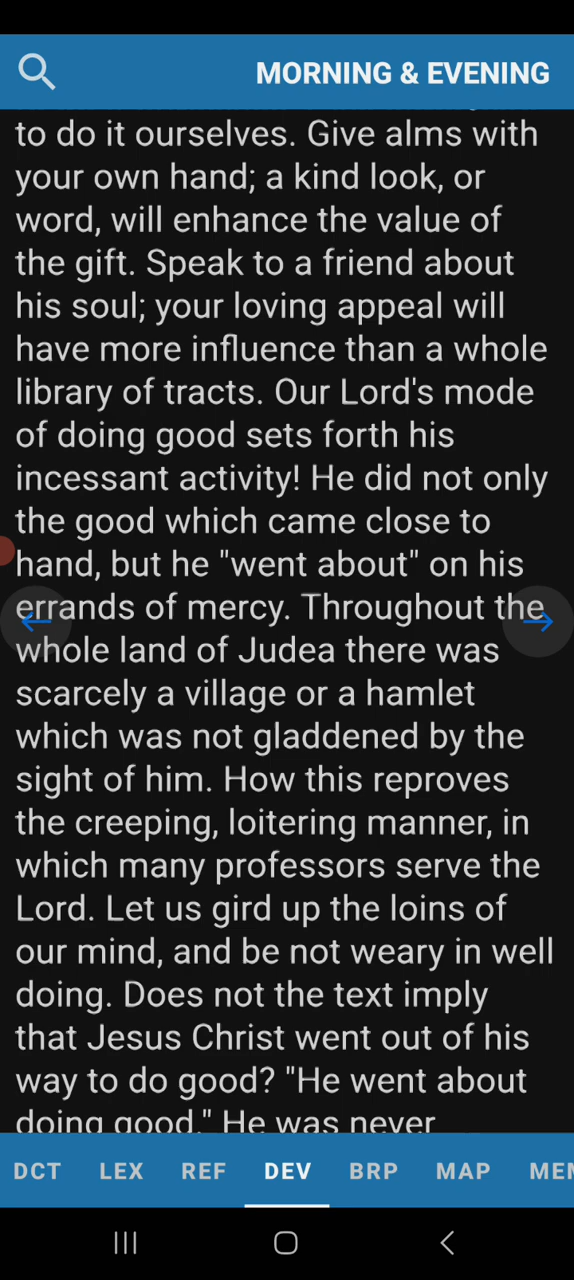 MORNING & EVENING
to do it ourselves. Give alms with
your own hand; a kind look, or
word, will enhance the value of
the gift. Speak to a friend about
his soul; your loving appeal will
have more influence than a whole
library of tracts. Our Lord's mode
of doing good sets forth his
incessant activity! He did not only
the good which came close to
hand, but he "went about" on his
errands of mercy. Throughout the
whole land of Judea there was
scarcely a village or a hamlet
which was not gladdened by the
sight of him. How this reproves
the creeping, loitering manner, in
which many professors serve the
Lord. Let us gird up the loins of
our mind, and be not weary in well
doing. Does not the text imply
that Jesus Christ went out of his
way to do good? "He went about
doing good." He was never
DCT LEX REF DEV BRP MAP MEM